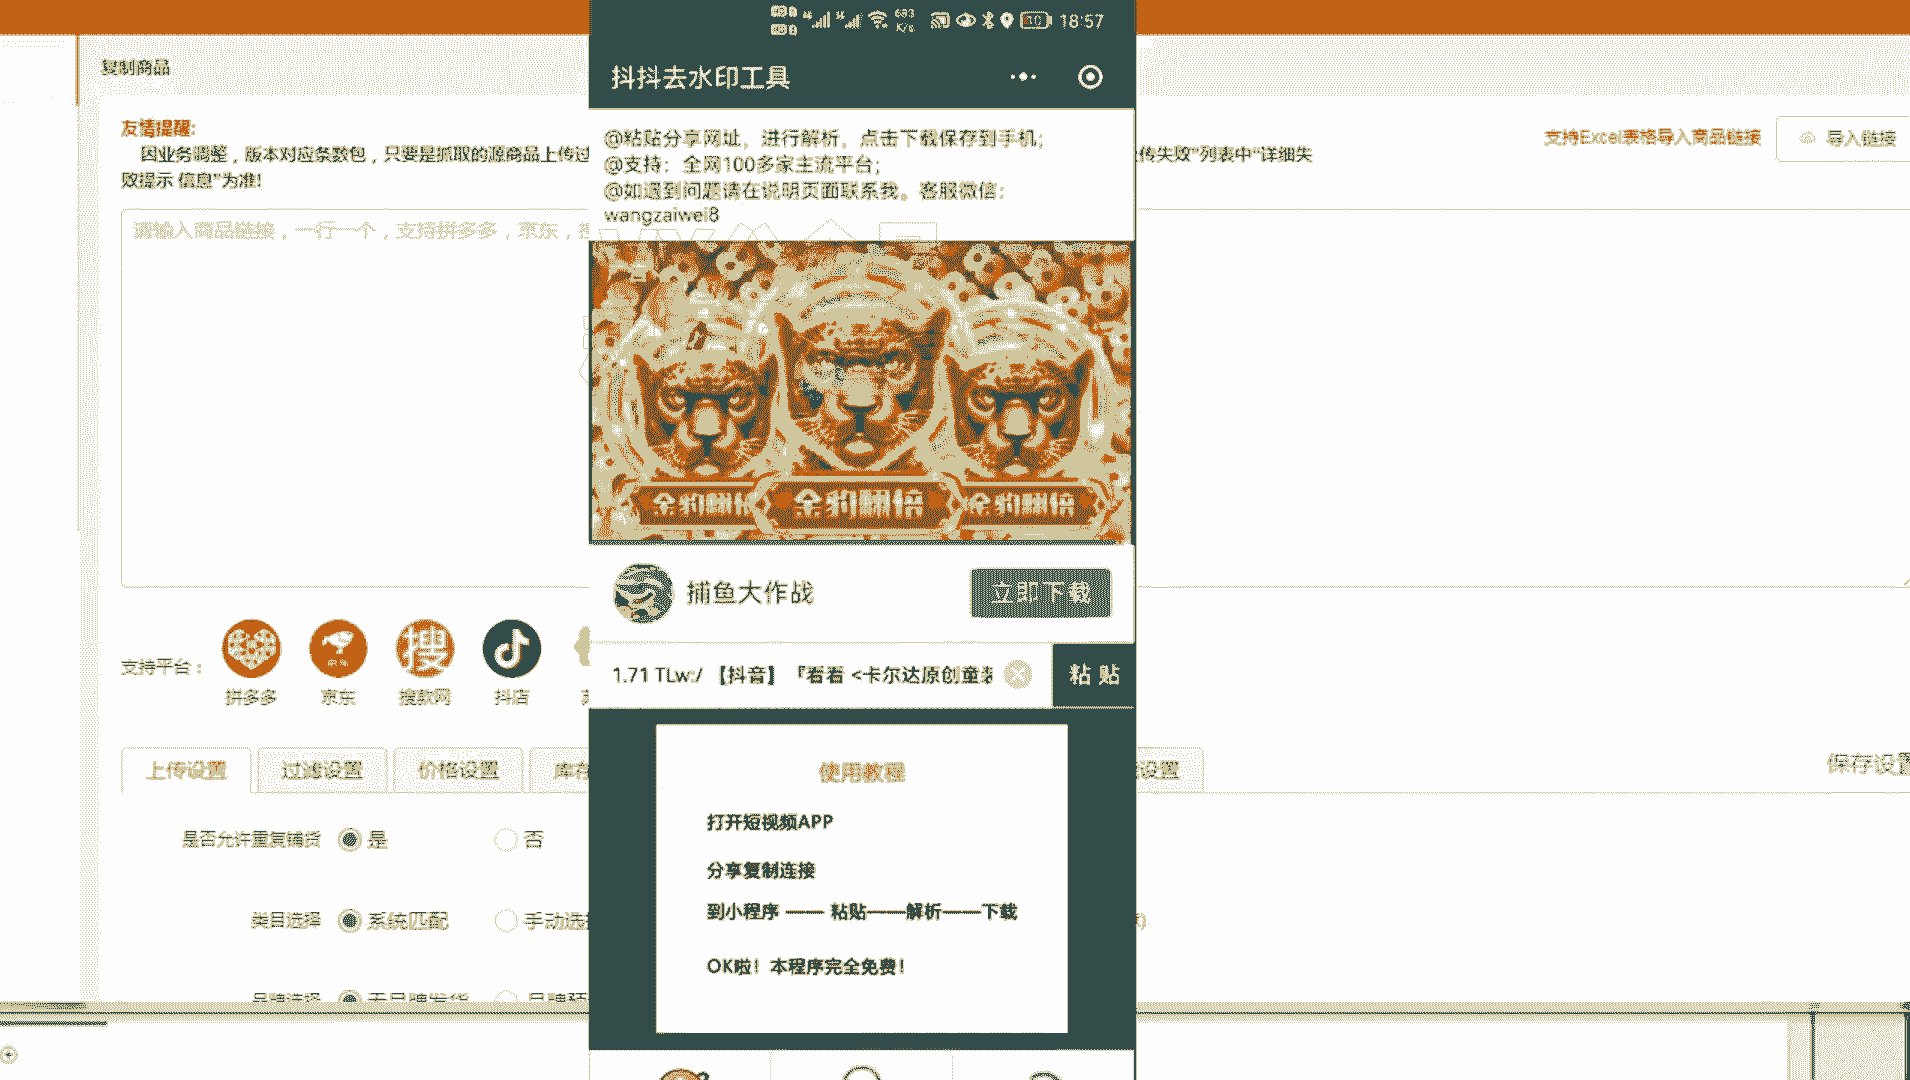 18:57
复制商品
抖抖去水印工具
友情提醒:
因业务调整，版本对应条数包，只要是抓取的源商品上传过
传失败"列表中"详细失
败提示 信息"为准!
支持Excel表格导入商品链接
导入链接
@粘贴分享网址，进行解析，点击下载保存到手机；
@支持：全网100多家主流平台；
@如遇到问题请在说明页面联系我。客服微信：
wangzaiwei8
请输入商品链接，一行一个，支持拼多多，京东，
金豹翻倍
金豹翻倍
金豹翻倍
捕鱼大作战
立即下载
1.71 TLw:/ 【抖音】『看看 <卡尔达原创童装
粘 贴
支持平台：
拼多多
京东
搜款网
抖店
使用教程
打开短视频APP
分享复制连接
到小程序 —— 粘贴——解析——下载
OK啦！本程序完全免费！
上传设置
过滤设置
价格设置
库存
设置
保存设置
是否允许重复铺货
是
否
类目选择
系统匹配
手动选择
品牌选择
无品牌发货